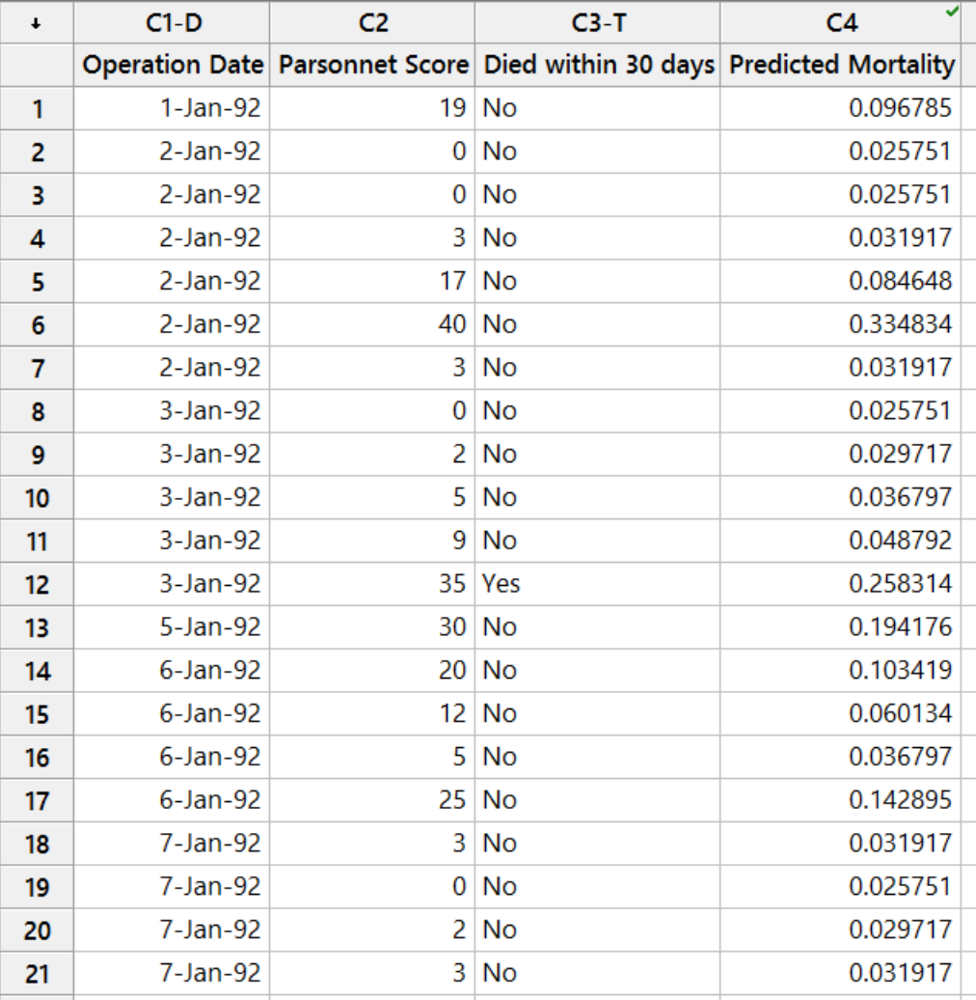 ↓ C1-D C2 C3-T C4
Operation Date Parsonnet Score Died within 30 days Predicted Mortality
1 1-Jan-92 19 No 0.096785
2 2-Jan-92 0 No 0.025751
3 2-Jan-92 0 No 0.025751
4 2-Jan-92 3 No 0.031917
5 2-Jan-92 17 No 0.084648
6 2-Jan-92 40 No 0.334834
7 2-Jan-92 3 No 0.031917
8 3-Jan-92 0 No 0.025751
9 3-Jan-92 2 No 0.029717
10 3-Jan-92 5 No 0.036797
11 3-Jan-92 9 No 0.048792
12 3-Jan-92 35 Yes 0.258314
13 5-Jan-92 30 No 0.194176
14 6-Jan-92 20 No 0.103419
15 6-Jan-92 12 No 0.060134
16 6-Jan-92 5 No 0.036797
17 6-Jan-92 25 No 0.142895
18 7-Jan-92 3 No 0.031917
19 7-Jan-92 0 No 0.025751
20 7-Jan-92 2 No 0.029717
21 7-Jan-92 3 No 0.031917